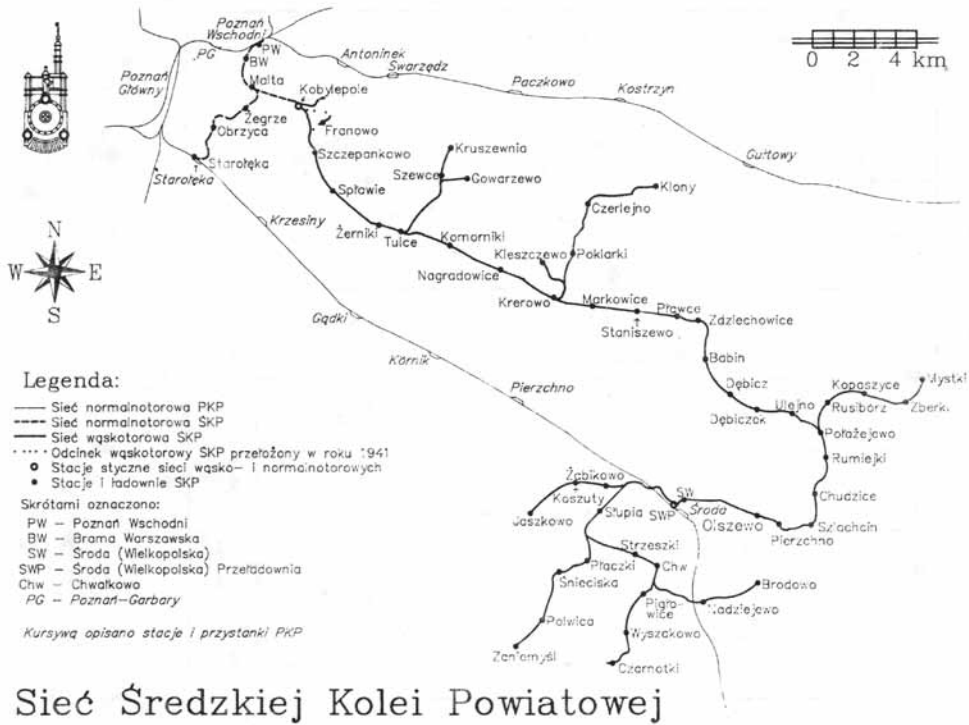 Poznań
Wschodni
PW
PG
BW
Antoninek
Swarzędz
Poznań
Główny
Malta
Kobylepole
Paczkowo
Kostrzyn
0 2 4 km
Żegrze
Franowo
Obrzyca
Starołęka
Starołęka
Szczepankowo
Kruszewnia
Gułtowy
Szewce
Gowarzewo
Spławie
Klony
Czerlejno
Krzesiny
Żerniki
Tulce
Komorniki
Kleszczewo
Poklarki
N
W E
S
Nagradowice
Krerowo
Markowice
Pławce
Zdziechowice
Staniszewo
Gądki
Kórnik
Babin
Pierzchno
Dębicz
Kopaszyce
Mystki
Dębiczek
Ulejno
Rusibórz
Zberki
Połażejewo
Rumiejki
Legenda:
Sieć normalnotorowa PKP
Sieć normalnotorowa ŚKP
Sieć wąskotorowa ŚKP
Odcinek wąskotorowy ŚKP przełożony w roku 1941
Stacje styczne sieci wąsko- i normalnotorowych
Stacje i ładownie ŚKP
Skrótami oznaczono:
PW – Poznań Wschodni
BW – Brama Warszawska
SW – Środa (Wielkopolska)
SWP – Środa (Wielkopolska) Przeładownia
Chw – Chwałkowo
PG – Poznań-Garbary
Kursywą opisano stacje i przystanki PKP
Żabikowo
Koszuty
Jaszkowo
Słupia
SW
SWP
Środa
Olszewo
Chudzice
Pierzchno
Szlachcin
Strzeszki
Płaczki
Chw
Śnieciska
Brodowo
Pigło-
wice
Nadziejewo
Polwica
Wyszakowo
Zaniemyśl
Czarnotki
Sieć Średzkiej Kolei Powiatowej